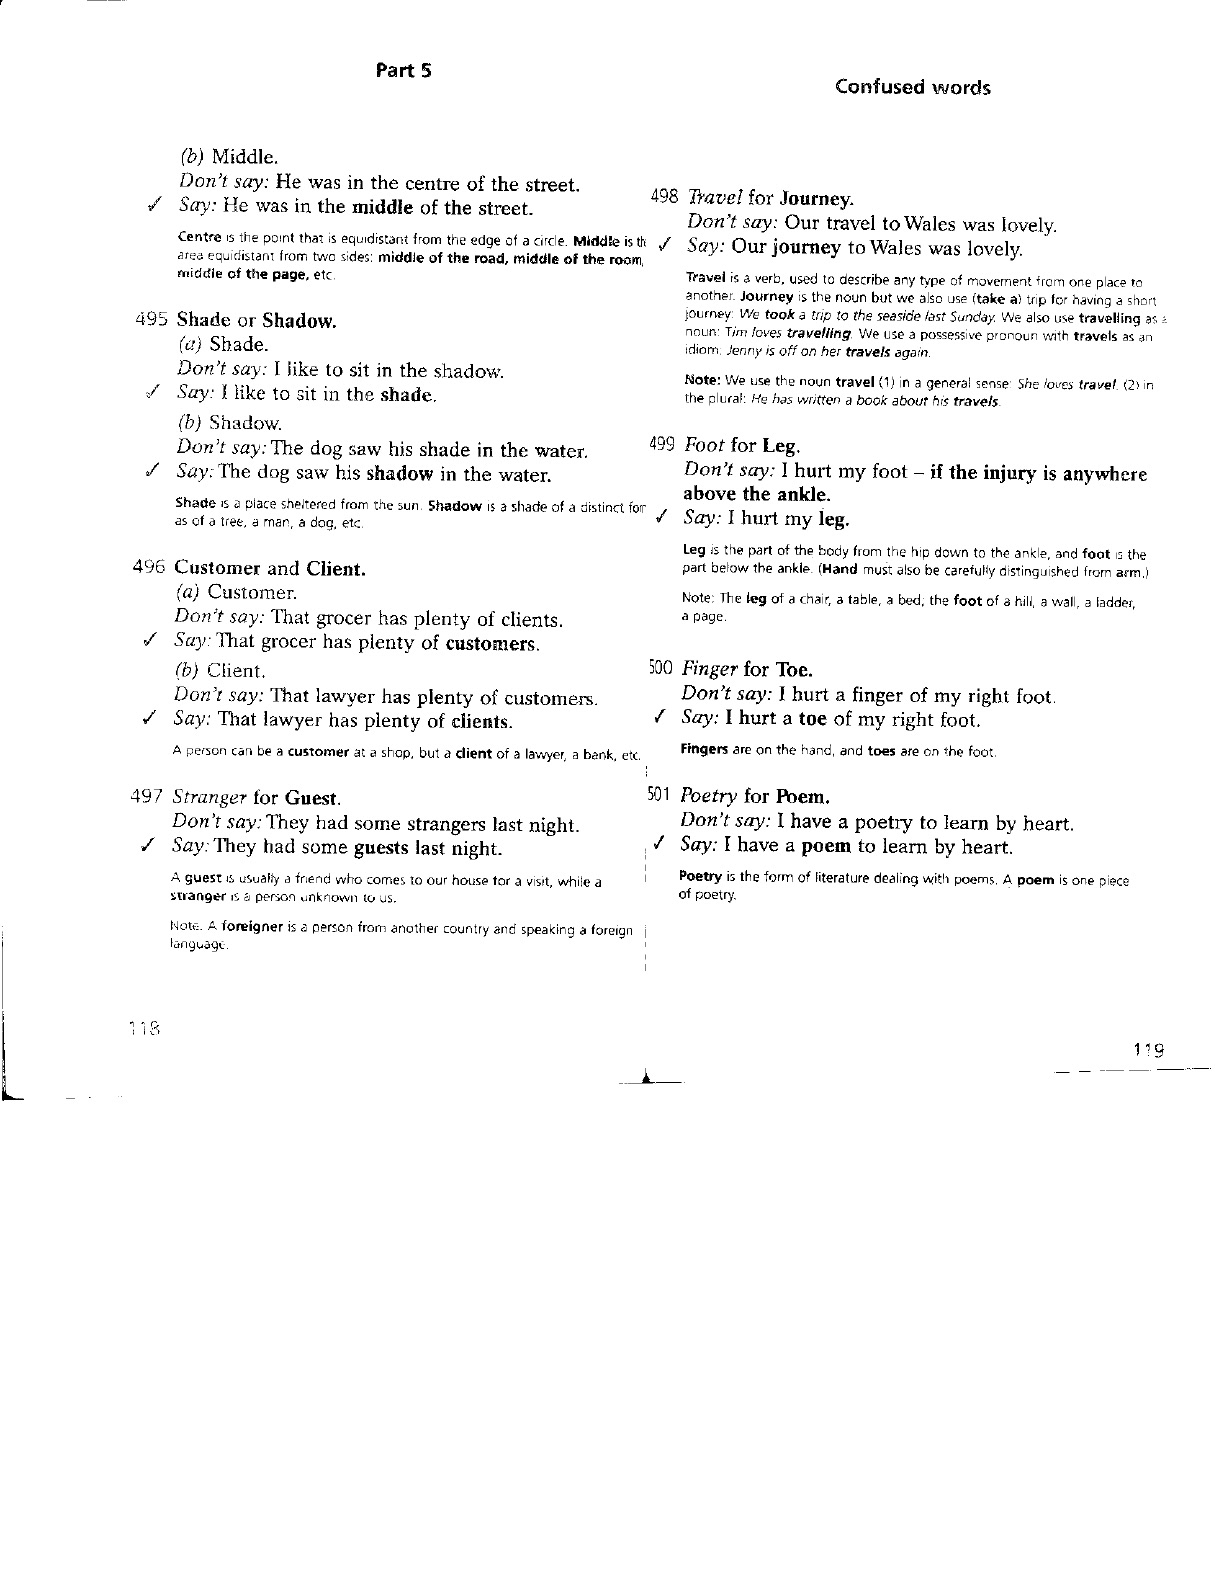 Part 5
(b) Middle.
Don't say: He was in the centre of the street.
✓ Say: He was in the middle of the street.
Centre is the point that is equidistant from the edge of a circle. Middle is th
area equidistant from two sides: middle of the road, middle of the room,
middle of the page, etc.
495 Shade or Shadow.
(a) Shade.
Don't say: I like to sit in the shadow.
✓ Say: I like to sit in the shade.
(b) Shadow.
Don't say: The dog saw his shade in the water.
✓ Say: The dog saw his shadow in the water.
Shade is a place sheltered from the sun. Shadow is a shade of a distinct for
as of a tree, a man, a dog, etc.
496 Customer and Client.
(a) Customer.
Don't say: That grocer has plenty of clients.
✓ Say: That grocer has plenty of customers.
(b) Client.
Don't say: That lawyer has plenty of customers.
✓ Say: That lawyer has plenty of clients.
A person can be a customer at a shop, but a client of a lawyer, a bank, etc.
497 Stranger for Guest.
Don't say: They had some strangers last night.
✓ Say: They had some guests last night.
A guest is usually a friend who comes to our house for a visit, while a
stranger is a person unknown to us.
Note. A foreigner is a person from another country and speaking a foreign
language.
118
Confused words
498 Travel for Journey.
Don't say: Our travel to Wales was lovely.
✓ Say: Our journey to Wales was lovely.
Travel is a verb, used to describe any type of movement from one place to
another. Journey is the noun but we also use (take a) trip for having a short
journey: We took a trip to the seaside last Sunday. We also use travelling as a
noun: Tim loves travelling. We use a possessive pronoun with travels as an
idiom: Jenny is off on her travels again.
Note: We use the noun travel (1) in a general sense: She loves travel. (2) in
the plural: He has written a book about his travels.
499 Foot for Leg.
Don't say: I hurt my foot – if the injury is anywhere
above the ankle.
✓ Say: I hurt my leg.
Leg is the part of the body from the hip down to the ankle, and foot is the
part below the ankle. (Hand must also be carefully distinguished from arm.)
Note: The leg of a chair, a table, a bed; the foot of a hill, a wall, a ladder,
a page.
500 Finger for Toe.
Don't say: I hurt a finger of my right foot.
✓ Say: I hurt a toe of my right foot.
Fingers are on the hand, and toes are on the foot.
501 Poetry for Poem.
Don't say: I have a poetry to learn by heart.
✓ Say: I have a poem to learn by heart.
Poetry is the form of literature dealing with poems. A poem is one piece
of poetry.
119